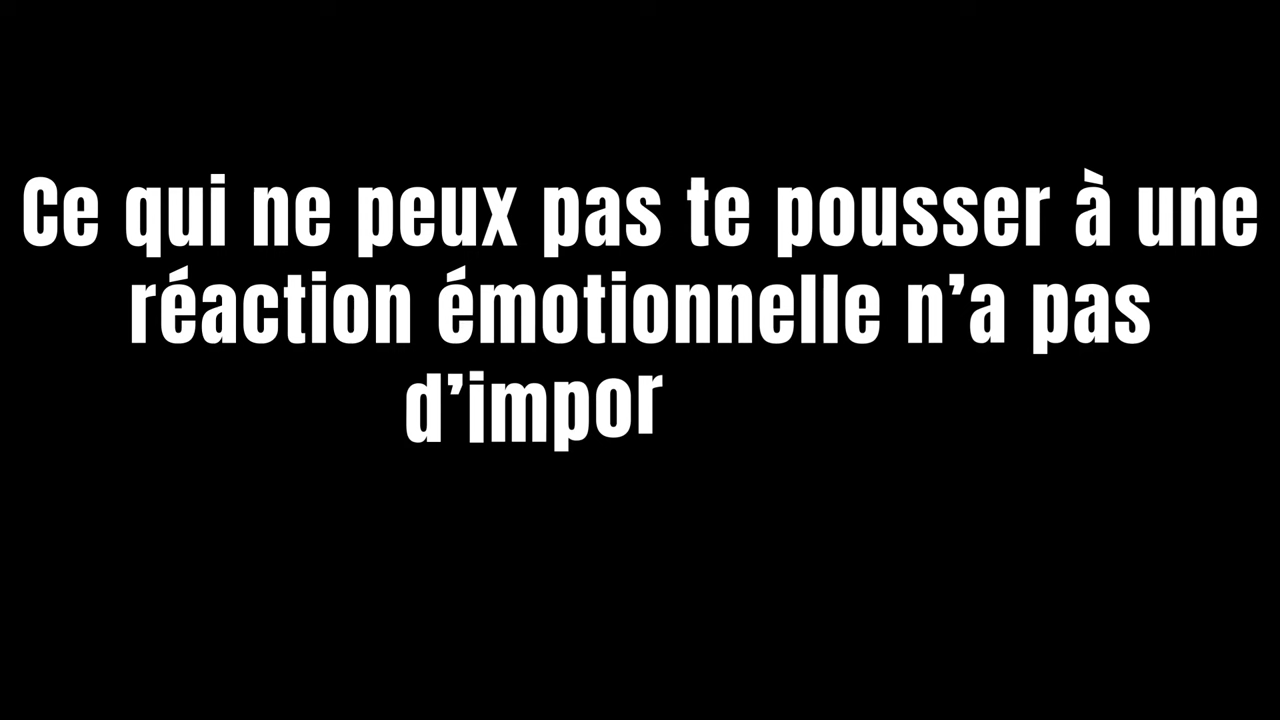 Ce qui ne peux pas te pousser à une
réaction émotionnelle n’a pas
d’impor